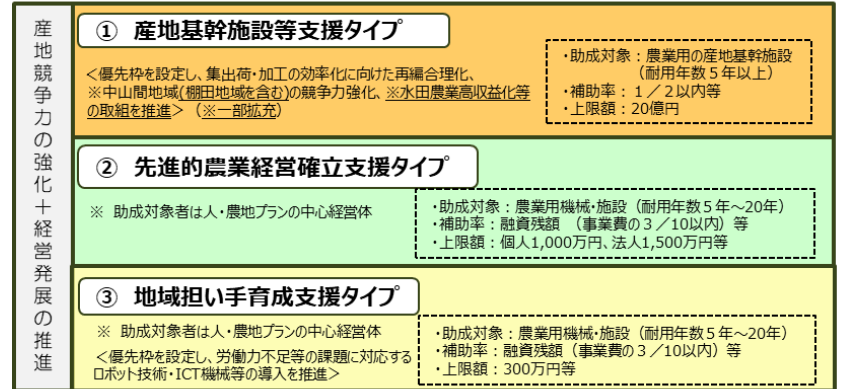 産地競争力の強化＋経営発展の推進
① 産地基幹施設等支援タイプ
＜優先枠を設定し、集出荷・加工の効率化に向けた再編合理化、
※中山間地域(棚田地域を含む)の競争力強化、※水田農業高収益化等
の取組を推進＞（※一部拡充）
・助成対象：農業用の産地基幹施設
（耐用年数５年以上）
・補助率：１／２以内等
・上限額：20億円
② 先進的農業経営確立支援タイプ
※ 助成対象者は人・農地プランの中心経営体
・助成対象：農業用機械・施設（耐用年数５年～20年）
・補助率：融資残額 （事業費の３／10以内）等
・上限額：個人1,000万円、法人1,500万円等
③ 地域担い手育成支援タイプ
※ 助成対象者は人・農地プランの中心経営体
＜優先枠を設定し、労働力不足等の課題に対応する
ロボット技術・ICT機械等の導入を推進＞
・助成対象：農業用機械・施設（耐用年数５年～20年）
・補助率：融資残額（事業費の３／10以内）等
・上限額：300万円等